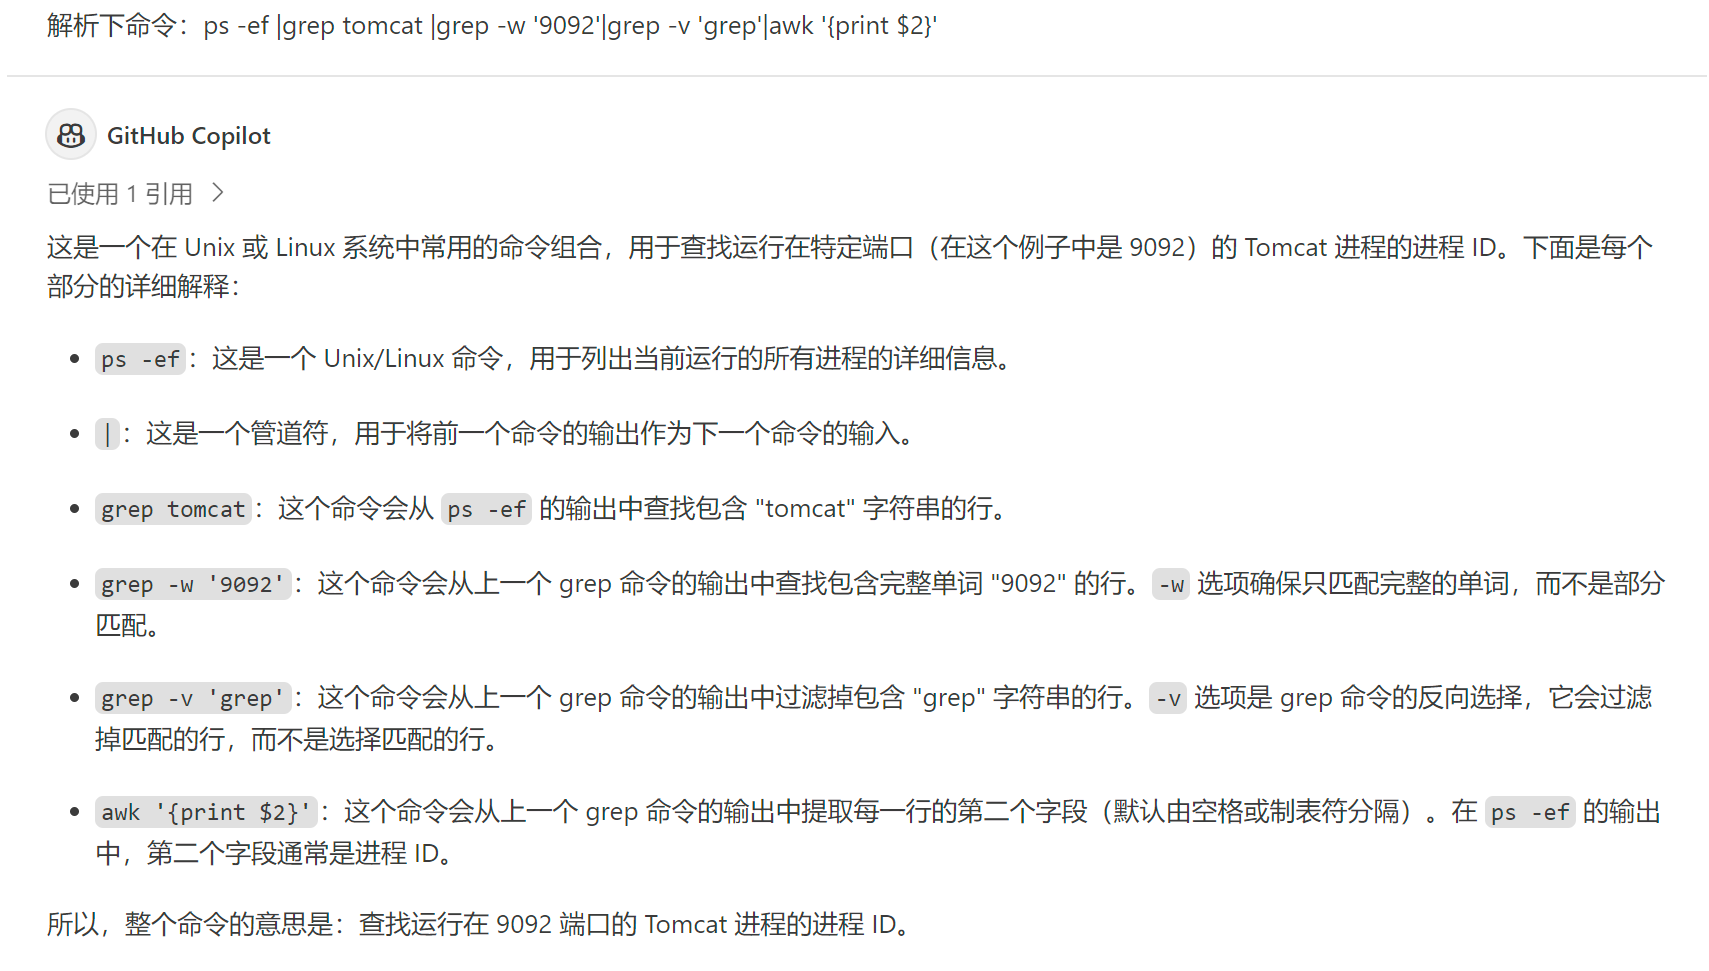 解析下命令：ps -ef |grep tomcat |grep -w '9092'|grep -v 'grep'|awk '{print $2}'
GitHub Copilot
已使用 1 引用
这是一个在 Unix 或 Linux 系统中常用的命令组合，用于查找运行在特定端口（在这个例子中是 9092）的 Tomcat 进程的进程 ID。下面是每个
部分的详细解释：
ps -ef：这是一个 Unix/Linux 命令，用于列出当前运行的所有进程的详细信息。
|：这是一个管道符，用于将前一个命令的输出作为下一个命令的输入。
grep tomcat：这个命令会从 ps -ef 的输出中查找包含 "tomcat" 字符串的行。
grep -w '9092'：这个命令会从上一个 grep 命令的输出中查找包含完整单词 "9092" 的行。-w 选项确保只匹配完整的单词，而不是部分
匹配。
grep -v 'grep'：这个命令会从上一个 grep 命令的输出中过滤掉包含 "grep" 字符串的行。-v 选项是 grep 命令的反向选择，它会过滤
掉匹配的行，而不是选择匹配的行。
awk '{print $2}'：这个命令会从上一个 grep 命令的输出中提取每一行的第二个字段（默认由空格或制表符分隔）。在 ps -ef 的输出
中，第二个字段通常是进程 ID。
所以，整个命令的意思是：查找运行在 9092 端口的 Tomcat 进程的进程 ID。